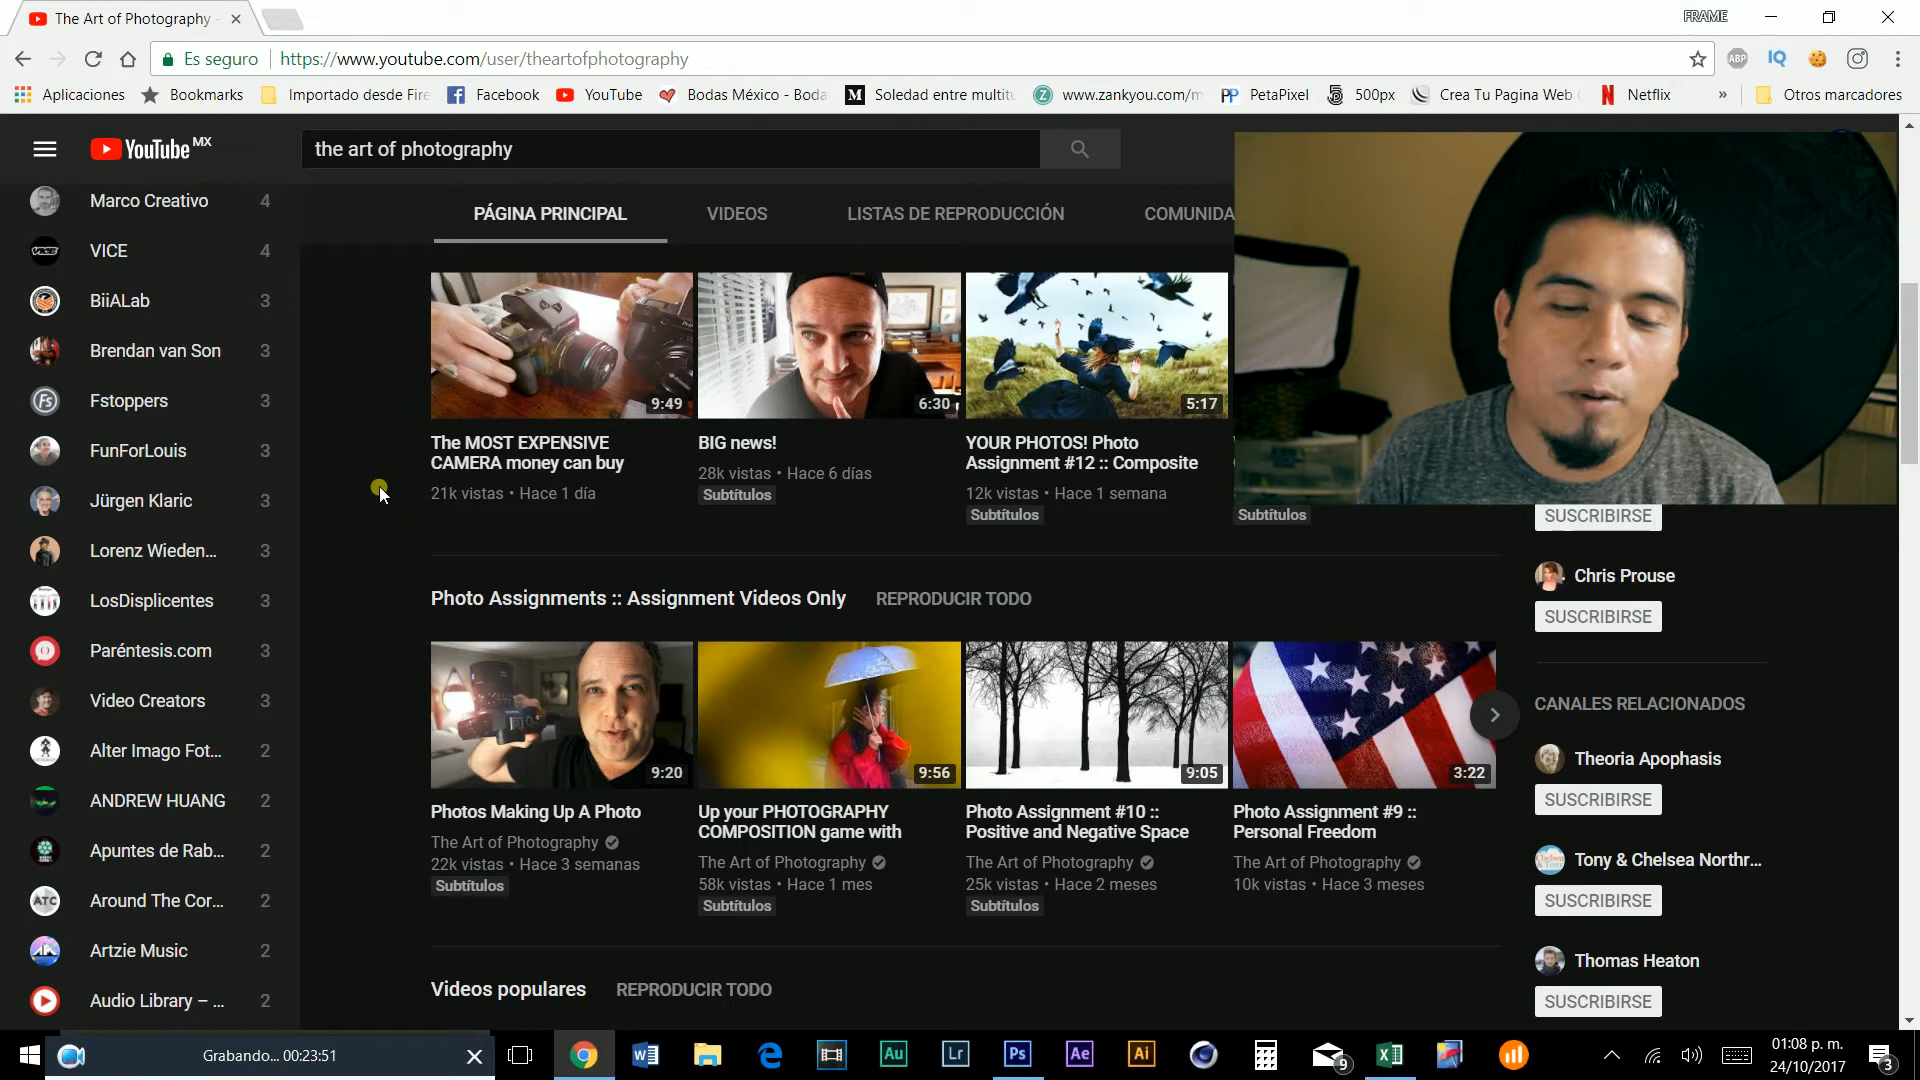 The Art of Photography -
FRAME
Es seguro
https://www.youtube.com/user/theartofphotography
ABP
IQ
Aplicaciones
Bookmarks
Importado desde Fire
Facebook
YouTube
Bodas México - Boda
Soledad entre multitu
www.zankyou.com/m
PetaPixel
500px
Crea Tu Pagina Web
Netflix
»
Otros marcadores
YouTube MX
the art of photography
PÁGINA PRINCIPAL
VIDEOS
LISTAS DE REPRODUCCIÓN
COMUNIDA
Marco Creativo 4
VICE 4
BiiALab 3
Brendan van Son 3
Fstoppers 3
FunForLouis 3
Jürgen Klaric 3
Lorenz Wieden... 3
LosDisplicentes 3
Paréntesis.com 3
Video Creators 3
Alter Imago Fot... 2
ANDREW HUANG 2
Apuntes de Rab... 2
Around The Cor... 2
Artzie Music 2
Audio Library – ... 2
9:49
The MOST EXPENSIVE
CAMERA money can buy
21k vistas • Hace 1 día
6:30
BIG news!
28k vistas • Hace 6 días
Subtítulos
5:17
YOUR PHOTOS! Photo
Assignment #12 :: Composite
12k vistas • Hace 1 semana
Subtítulos
Subtítulos
Photo Assignments :: Assignment Videos Only
REPRODUCIR TODO
9:20
Photos Making Up A Photo
The Art of Photography
22k vistas • Hace 3 semanas
Subtítulos
9:56
Up your PHOTOGRAPHY
COMPOSITION game with
The Art of Photography
58k vistas • Hace 1 mes
Subtítulos
9:05
Photo Assignment #10 ::
Positive and Negative Space
The Art of Photography
25k vistas • Hace 2 meses
Subtítulos
3:22
Photo Assignment #9 ::
Personal Freedom
The Art of Photography
10k vistas • Hace 3 meses
Videos populares
REPRODUCIR TODO
SUSCRIBIRSE
Chris Prouse
SUSCRIBIRSE
CANALES RELACIONADOS
Theoria Apophasis
SUSCRIBIRSE
Tony & Chelsea Northr...
SUSCRIBIRSE
Thomas Heaton
SUSCRIBIRSE
Grabando... 00:23:51
Au
Lr
Ps
Ae
Ai
9
01:08 p. m.
24/10/2017
3